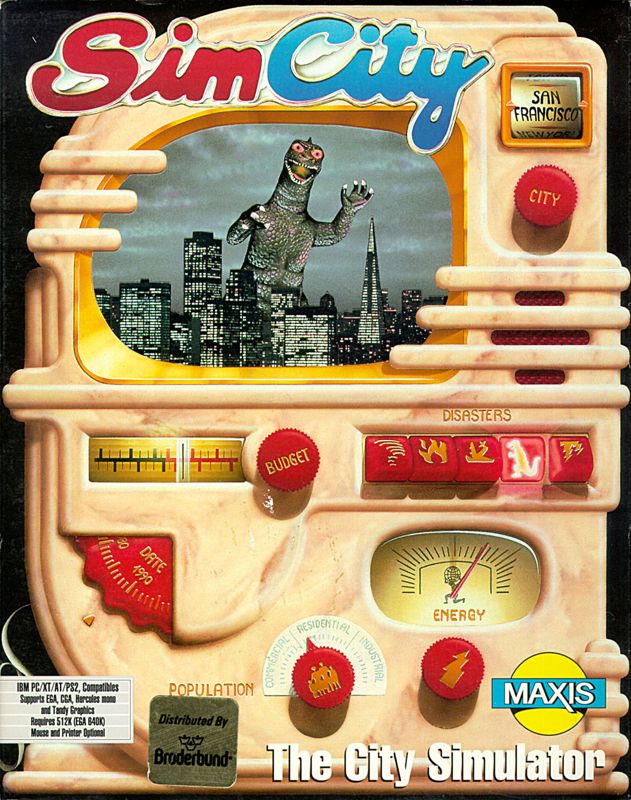 SimCity
SAN
FRANCISCO
NEW YORK
CITY
DISASTERS
BUDGET
80
DATE
1990
ENERGY
COMMERCIAL
RESIDENTIAL
INDUSTRIAL
POPULATION
IBM PC/XT/AT/PS2, Compatibles
Supports EGA, CGA, Hercules mono
and Tandy Graphics
Requires 512K (EGA 640K)
Mouse and Printer Optional
Distributed By
Brøderbund®
MAXIS
The City Simulator